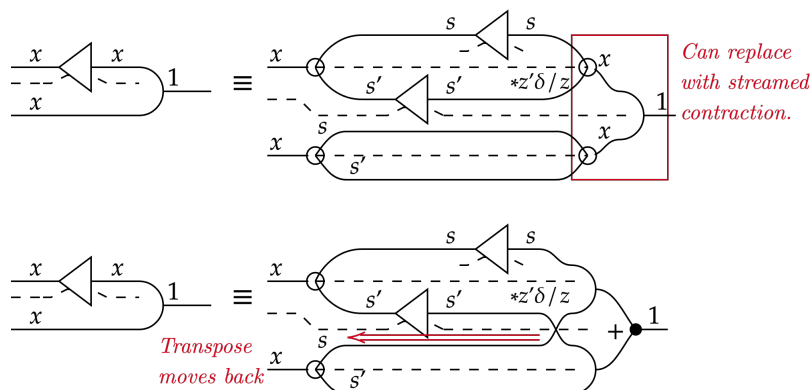 x x 1
x
≡
x s s x
s' s' *z'δ/z
s
x s' x 1
Can replace
with streamed
contraction.
x x 1
x
≡
x s s
s' s' *z'δ/z
s
x s'
+ 1
Transpose
moves back